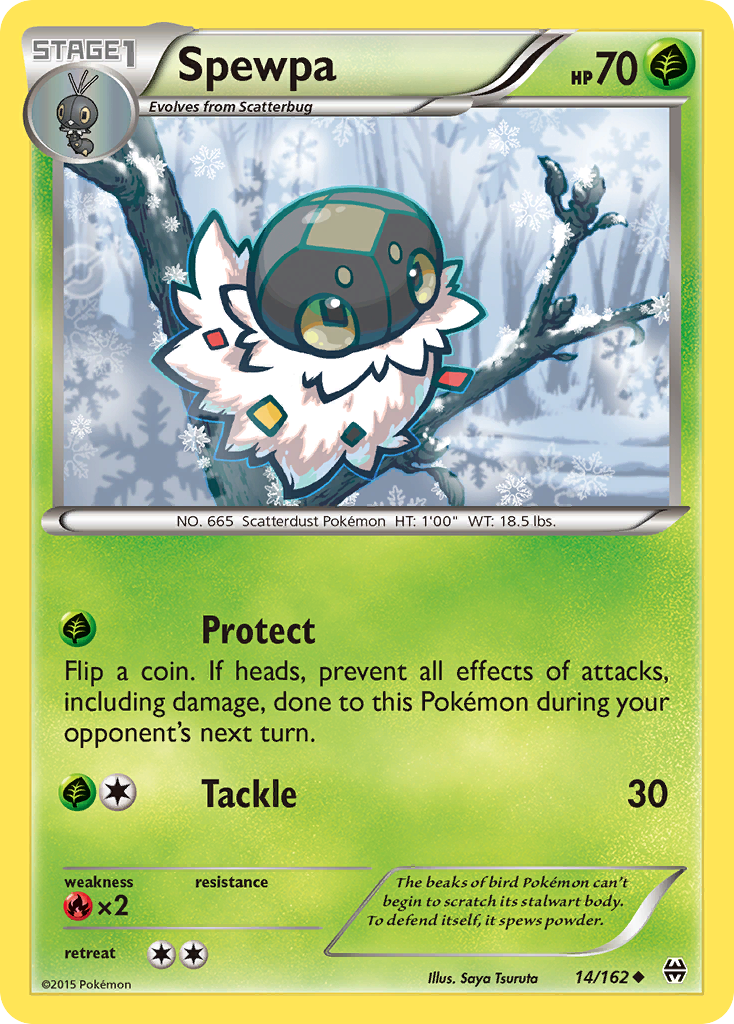 STAGE1
Spewpa
HP70
Evolves from Scatterbug
NO. 665 Scatterdust Pokémon HT: 1'00" WT: 18.5 lbs.
Protect
Flip a coin. If heads, prevent all effects of attacks,
including damage, done to this Pokémon during your
opponent's next turn.
Tackle 30
weakness resistance
×2
The beaks of bird Pokémon can't
begin to scratch its stalwart body.
To defend itself, it spews powder.
retreat
©2015 Pokémon
Illus. Saya Tsuruta
14/162